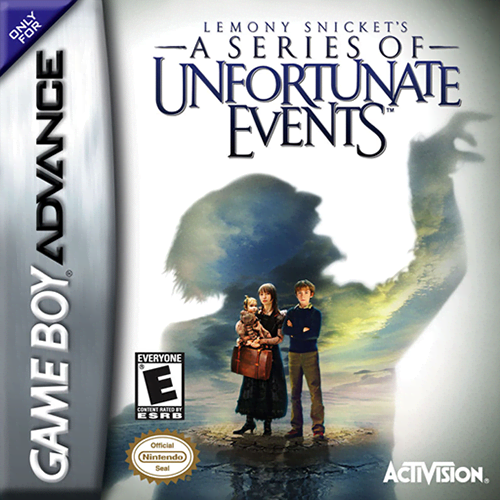 ONLY
FOR
GAME BOY ADVANCE®
LEMONY SNICKET'S
A SERIES OF
UNFORTUNATE
EVENTS™
EVERYONE
E
CONTENT RATED BY
ESRB
Official
Nintendo
Seal
ACTIVISION®